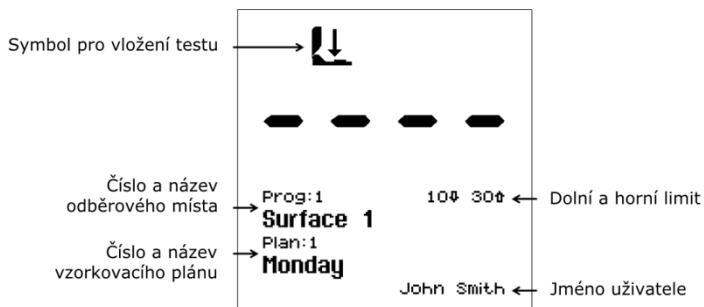 Symbol pro vložení testu
Číslo a název
odběrového místa
Prog:1
10⇩ 30⇧
Dolní a horní limit
Surface 1
Číslo a název
vzorkovacího plánu
Plan:1
Monday
John Smith
Jméno uživatele